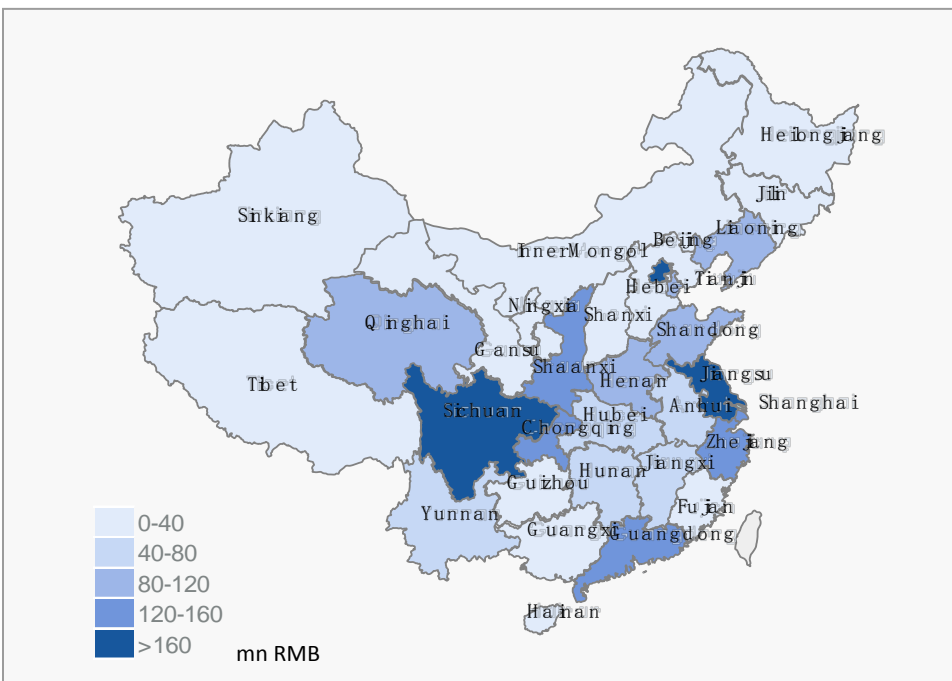 Heilongjiang
Jilin
Liaoning
Sinkiang
Beijing
InnerMongol
Tianjin
Hebei
Ningxia
Shanxi
Qinghai
Shandong
Gansu
Shaanxi
Henan
Jiangsu
Tibet
Sichuan
Anhui
Shanghai
Hubei
Chongqing
Zhejiang
Jiangxi
Hunan
Guizhou
Fujian
Yunnan
Guangxi
Guangdong
Hainan
0-40
40-80
80-120
120-160
>160
mn RMB